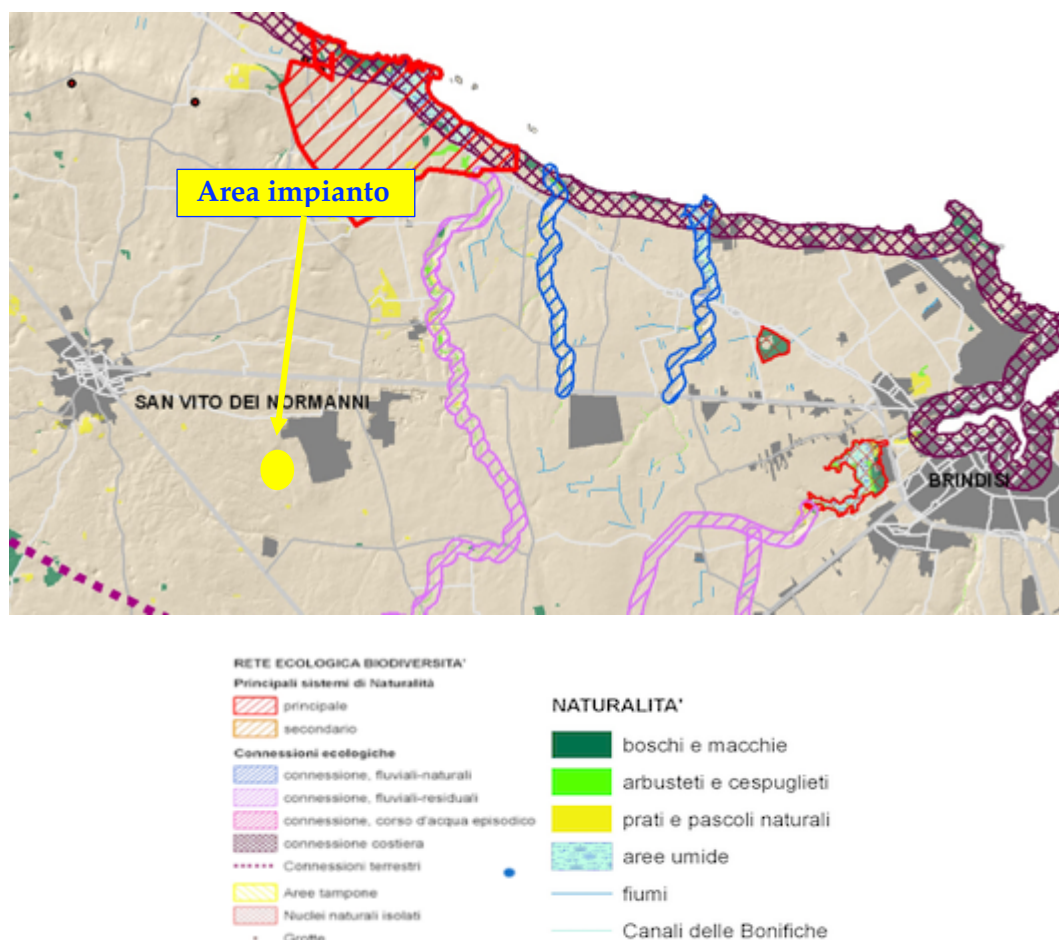 Area impianto
SAN VITO DEI NORMANNI
BRINDISI
RETE ECOLOGICA BIODIVERSITA'
Principali sistemi di Naturalità
principale
secondario
Connessioni ecologiche
connessione, fluviali-naturali
connessione, fluviali-residuali
connessione, corso d'acqua episodico
connessione costiera
Connessioni terrestri
Aree tampone
Nuclei naturali isolati
Grotte
NATURALITA'
boschi e macchie
arbusteti e cespuglieti
prati e pascoli naturali
aree umide
fiumi
Canali delle Bonifiche